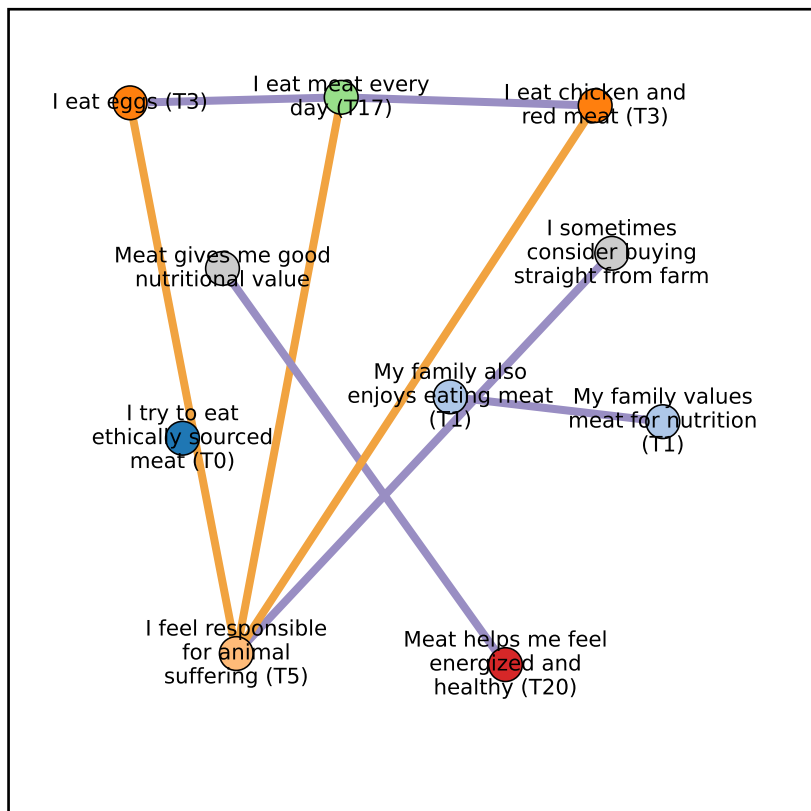 I eat eggs (T3)
I eat meat every
day (T17)
I eat chicken and
red meat (T3)
Meat gives me good
nutritional value
I sometimes
consider buying
straight from farm
My family also
enjoys eating meat
(T1)
My family values
meat for nutrition
(T1)
I try to eat
ethically sourced
meat (T0)
I feel responsible
for animal
suffering (T5)
Meat helps me feel
energized and
healthy (T20)